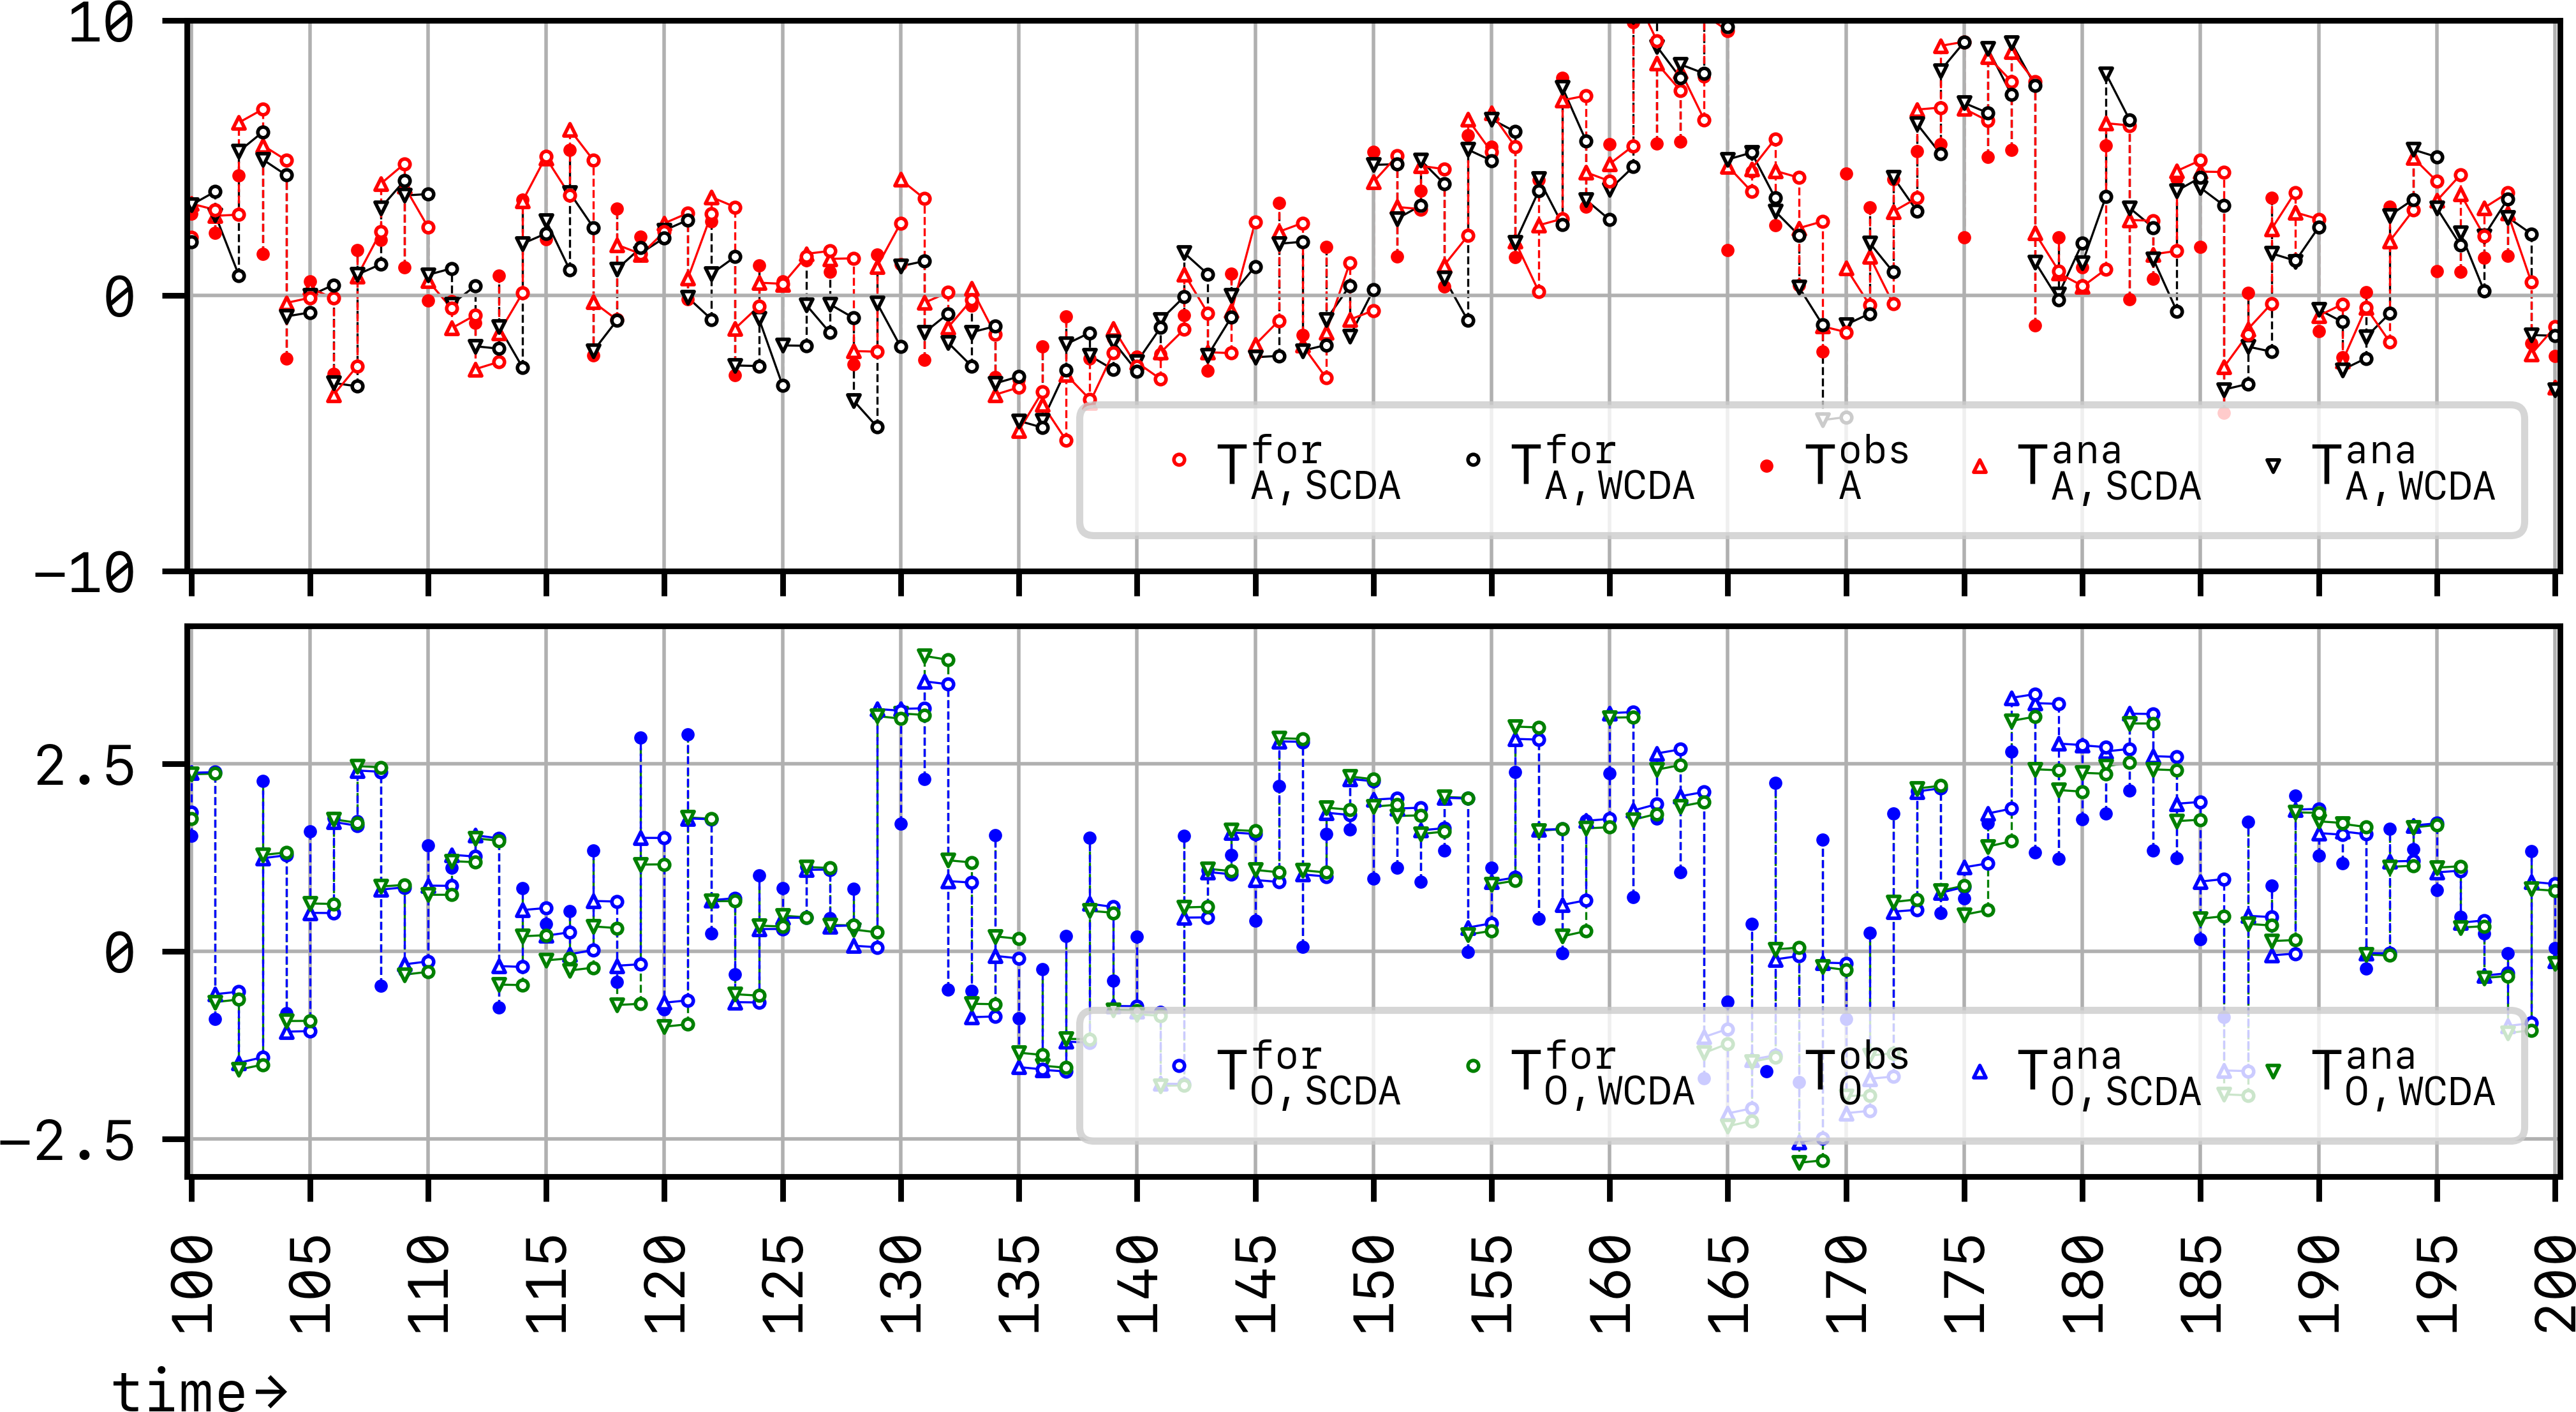 10
0
−10
T^for_A,SCDA T^for_A,WCDA T^obs_A T^ana_A,SCDA T^ana_A,WCDA
2.5
0
−2.5
T^for_O,SCDA T^for_O,WCDA T^obs_O T^ana_O,SCDA T^ana_O,WCDA
100 105 110 115 120 125 130 135 140 145 150 155 160 165 170 175 180 185 190 195 200
time→